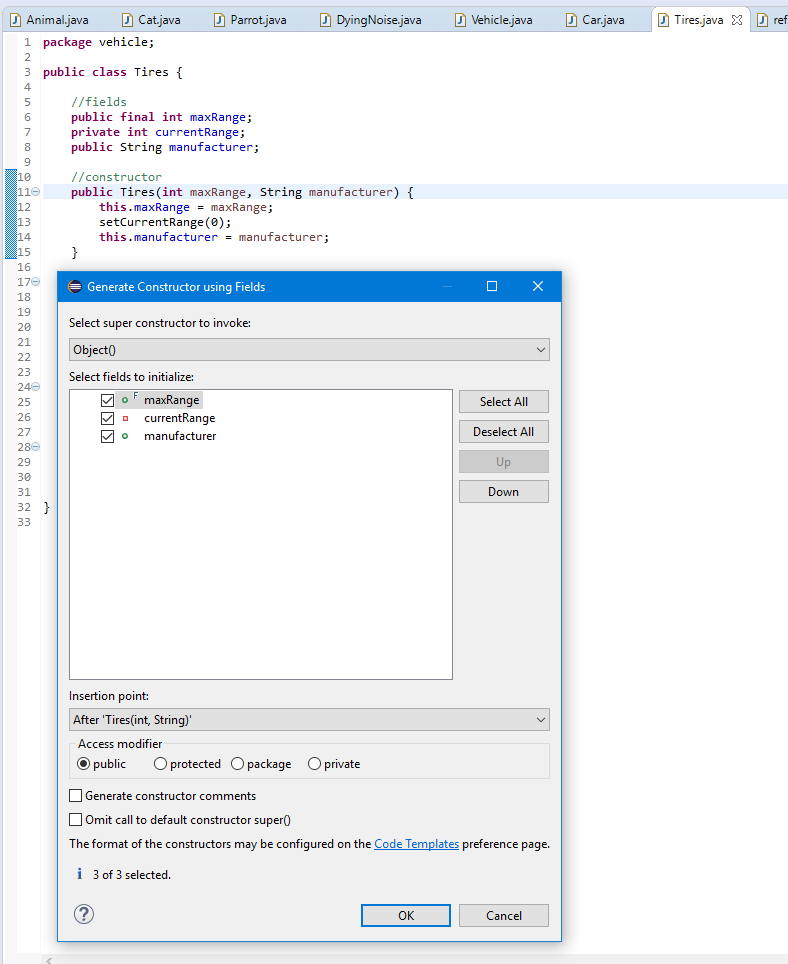 Animal.java Cat.java Parrot.java DyingNoise.java Vehicle.java Car.java Tires.java ref
1 package vehicle;
2
3 public class Tires {
4
5 //fields
6 public final int maxRange;
7 private int currentRange;
8 public String manufacturer;
9
10 //constructor
11 public Tires(int maxRange, String manufacturer) {
12 this.maxRange = maxRange;
13 setCurrentRange(0);
14 this.manufacturer = manufacturer;
15 }
16
17
18
19
20
21
22
23
24
25
26
27
28
29
30
31
32 }
33
Generate Constructor using Fields
Select super constructor to invoke:
Object()
Select fields to initialize:
F maxRange
currentRange
manufacturer
Select All
Deselect All
Up
Down
Insertion point:
After 'Tires(int, String)'
Access modifier
public protected package private
Generate constructor comments
Omit call to default constructor super()
The format of the constructors may be configured on the Code Templates preference page.
i 3 of 3 selected.
? OK Cancel